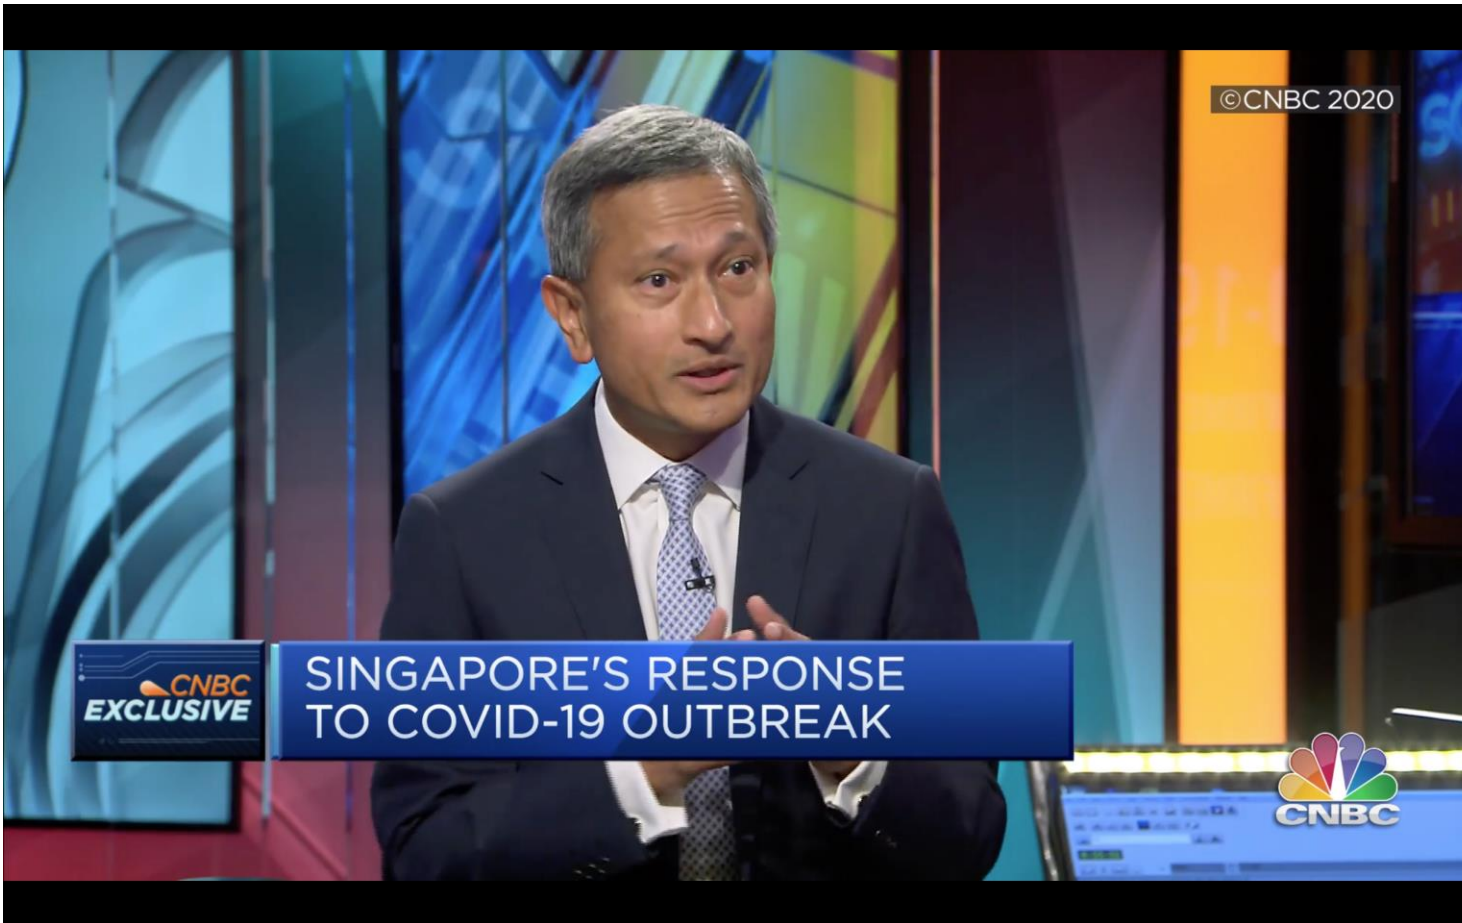 ©CNBC 2020
CNBC
EXCLUSIVE
SINGAPORE'S RESPONSE
TO COVID-19 OUTBREAK
CNBC